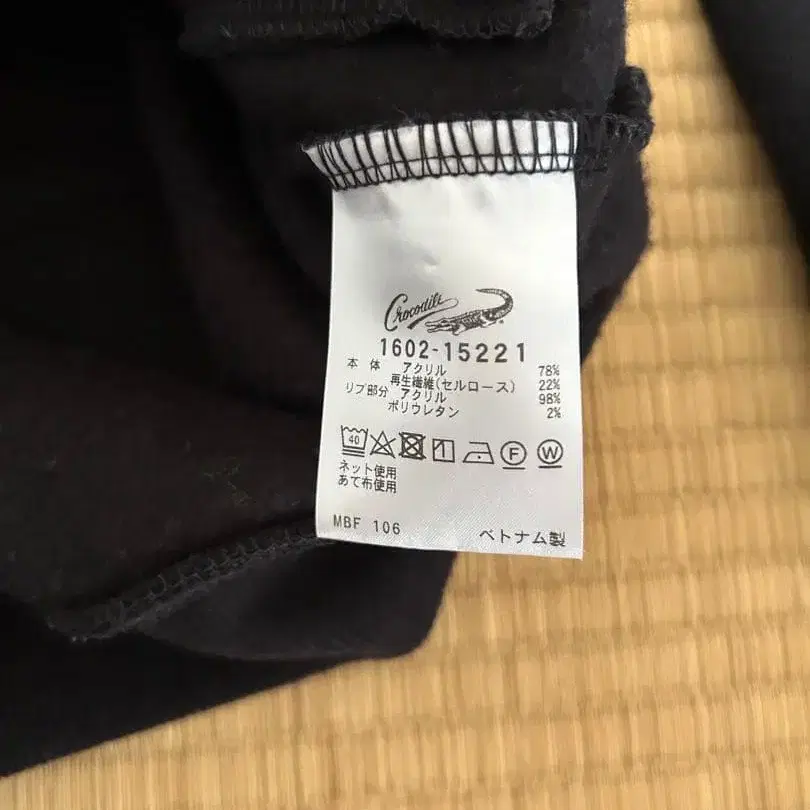 Crocodile
1602-15221
本体 アクリル 78%
再生繊維(セルロース) 22%
リブ部分 アクリル 98%
ポリウレタン 2%
40 F W
ネット使用
あて布使用
MBF 106 ベトナム製